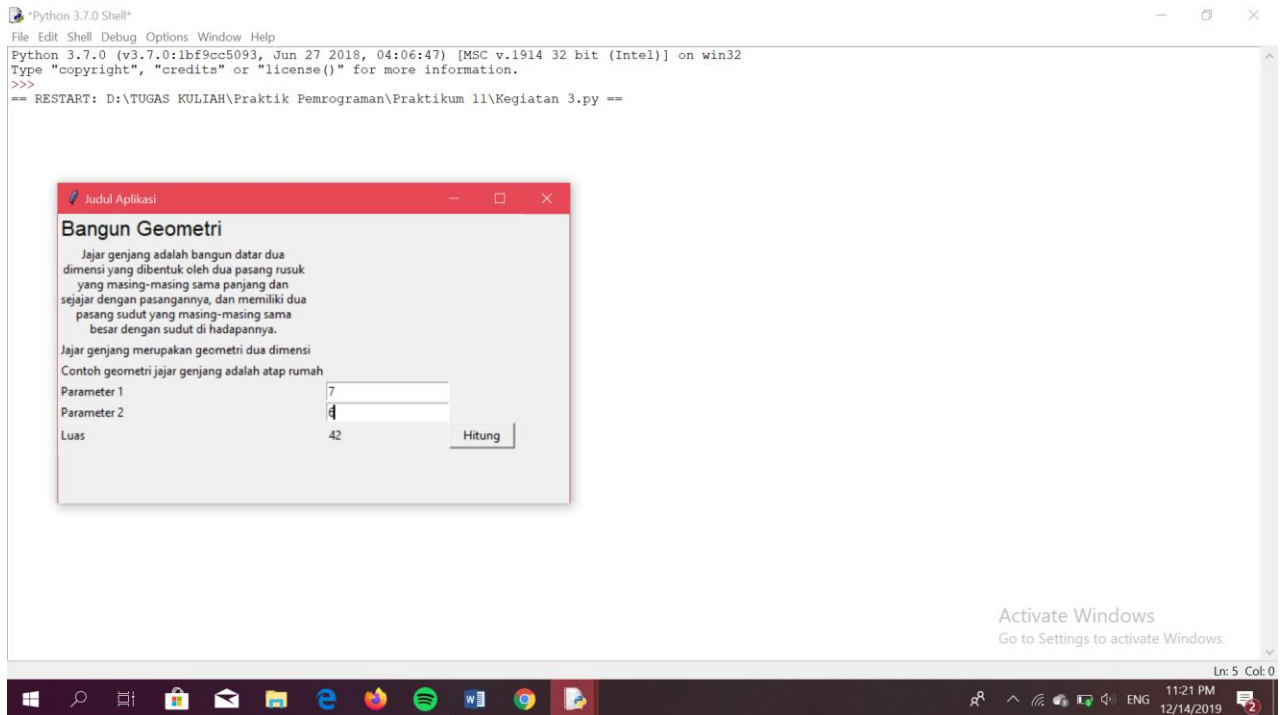 *Python 3.7.0 Shell*
File Edit Shell Debug Options Window Help
Python 3.7.0 (v3.7.0:1bf9cc5093, Jun 27 2018, 04:06:47) [MSC v.1914 32 bit (Intel)] on win32
Type "copyright", "credits" or "license()" for more information.
>>>
== RESTART: D:\TUGAS KULIAH\Praktik Pemrograman\Praktikum 11\Kegiatan 3.py ==
Judul Aplikasi
Bangun Geometri
Jajar genjang adalah bangun datar dua
dimensi yang dibentuk oleh dua pasang rusuk
yang masing-masing sama panjang dan
sejajar dengan pasangannya, dan memiliki dua
pasang sudut yang masing-masing sama
besar dengan sudut di hadapannya.
Jajar genjang merupakan geometri dua dimensi
Contoh geometri jajar genjang adalah atap rumah
Parameter 1 7
Parameter 2 6
Luas 42 Hitung
Activate Windows
Go to Settings to activate Windows.
Ln: 5 Col: 0
ENG 11:21 PM
12/14/2019 2